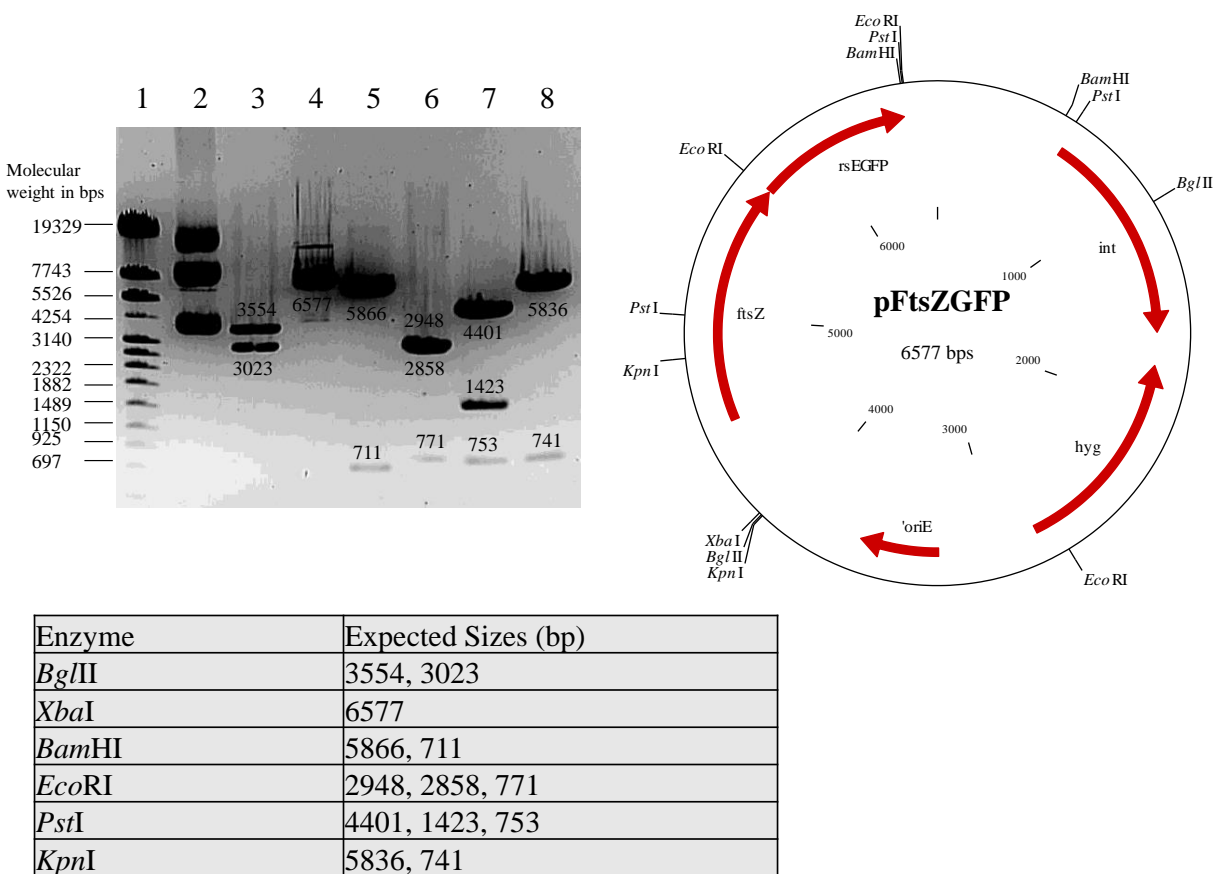 1 2 3 4 5 6 7 8
Molecular
weight in bps
19329
7743
5526
4254
3140
2322
1882
1489
1150
925
697
3554
3023
6577
5866
711
2948
2858
771
4401
1423
753
5836
741
EcoRI
PstI
BamHI
BamHI
PstI
BglII
EcoRI
rsEGFP
int
6000
1000
pFtsZGFP
6577 bps
PstI
ftsZ
5000
2000
KpnI
4000
3000
hyg
'oriE
XbaI
BglII
KpnI
EcoRI
Enzyme Expected Sizes (bp)
BglII 3554, 3023
XbaI 6577
BamHI 5866, 711
EcoRI 2948, 2858, 771
PstI 4401, 1423, 753
KpnI 5836, 741